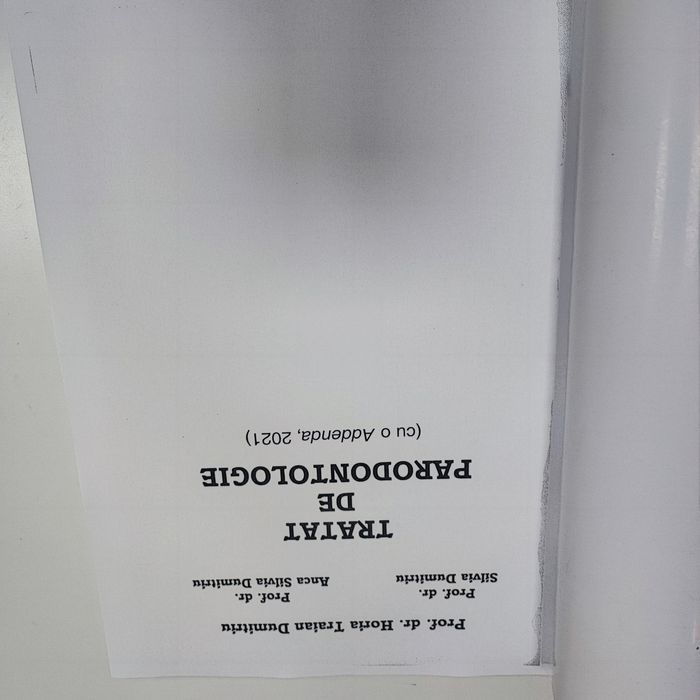 Prof. dr. Horia Traian Dumitriu
Prof. dr. Prof. dr.
Silvia Dumitriu Anca Silvia Dumitriu
TRATAT
DE
PARODONTOLOGIE
(cu o Addenda, 2021)